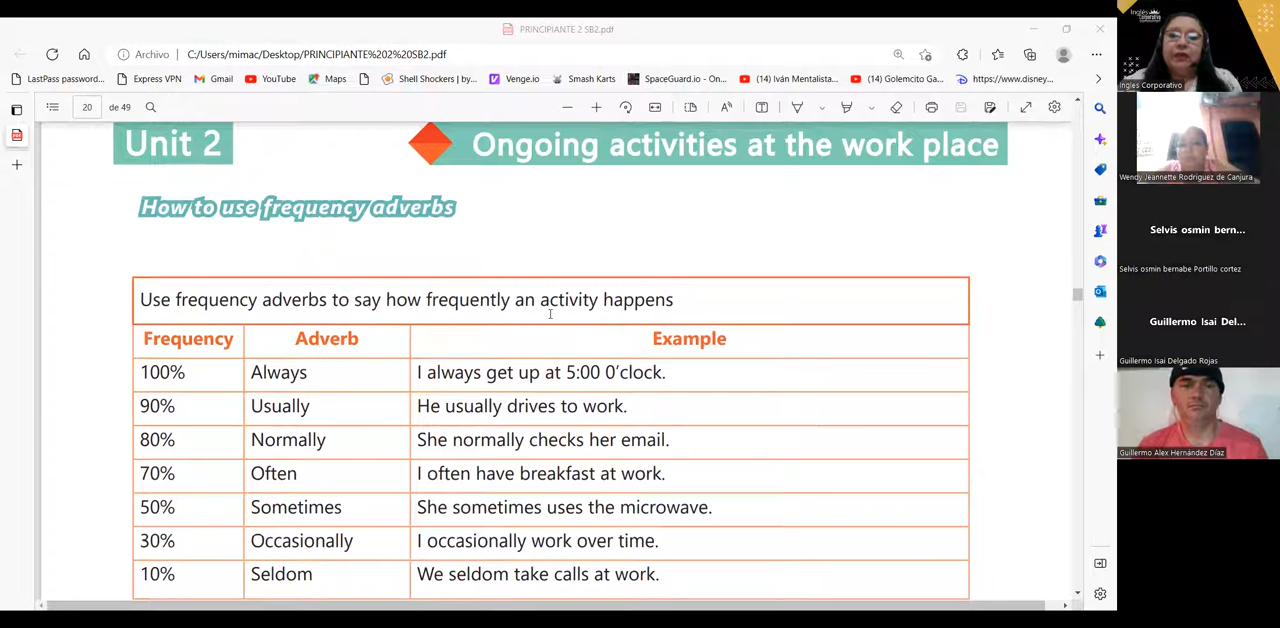 PRINCIPIANTE 2 SB2.pdf
Archivo C:/Users/mimac/Desktop/PRINCIPIANTE%202%20SB2.pdf
LastPass password... Express VPN Gmail YouTube Maps Shell Shockers | by... Venge.io Smash Karts SpaceGuard.io - On... (14) Iván Mentalista... (14) Golemcito Ga... https://www.disney...
20 de 49
Unit 2
Ongoing activities at the work place
How to use frequency adverbs
Use frequency adverbs to say how frequently an activity happens
Frequency Adverb Example
100% Always I always get up at 5:00 0'clock.
90% Usually He usually drives to work.
80% Normally She normally checks her email.
70% Often I often have breakfast at work.
50% Sometimes She sometimes uses the microwave.
30% Occasionally I occasionally work over time.
10% Seldom We seldom take calls at work.
Inglés
Corporativo
Ingles Corporativo
Wendy Jeannette Rodriguez de Canjura
Selvis osmin bern...
Selvis osmin bernabe Portillo cortez
Guillermo Isai Del...
Guillermo Isai Delgado Rojas
Guillermo Alex Hernández Díaz